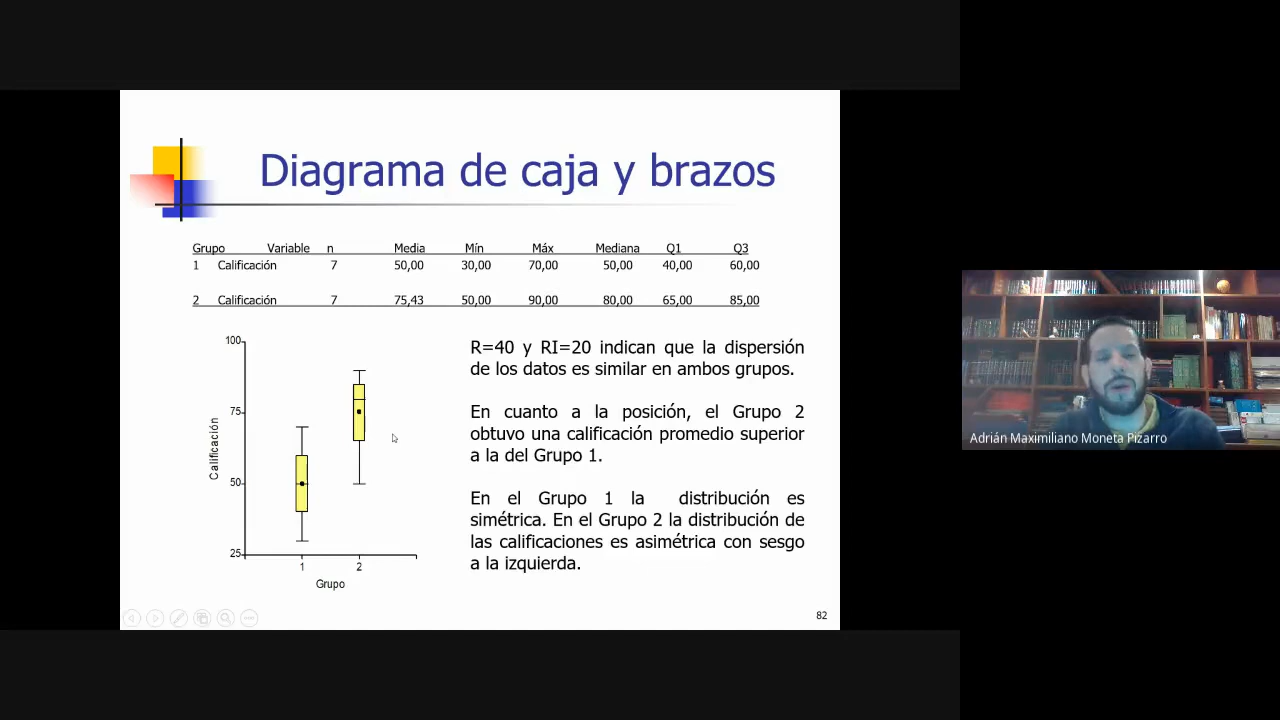 Diagrama de caja y brazos
Grupo Variable n Media Mín Máx Mediana Q1 Q3
1 Calificación 7 50,00 30,00 70,00 50,00 40,00 60,00
2 Calificación 7 75,43 50,00 90,00 80,00 65,00 85,00
100
75
50
25
Calificación
1 2
Grupo
R=40 y RI=20 indican que la dispersión
de los datos es similar en ambos grupos.
En cuanto a la posición, el Grupo 2
obtuvo una calificación promedio superior
a la del Grupo 1.
En el Grupo 1 la distribución es
simétrica. En el Grupo 2 la distribución de
las calificaciones es asimétrica con sesgo
a la izquierda.
82
Adrián Maximiliano Moneta Pizarro